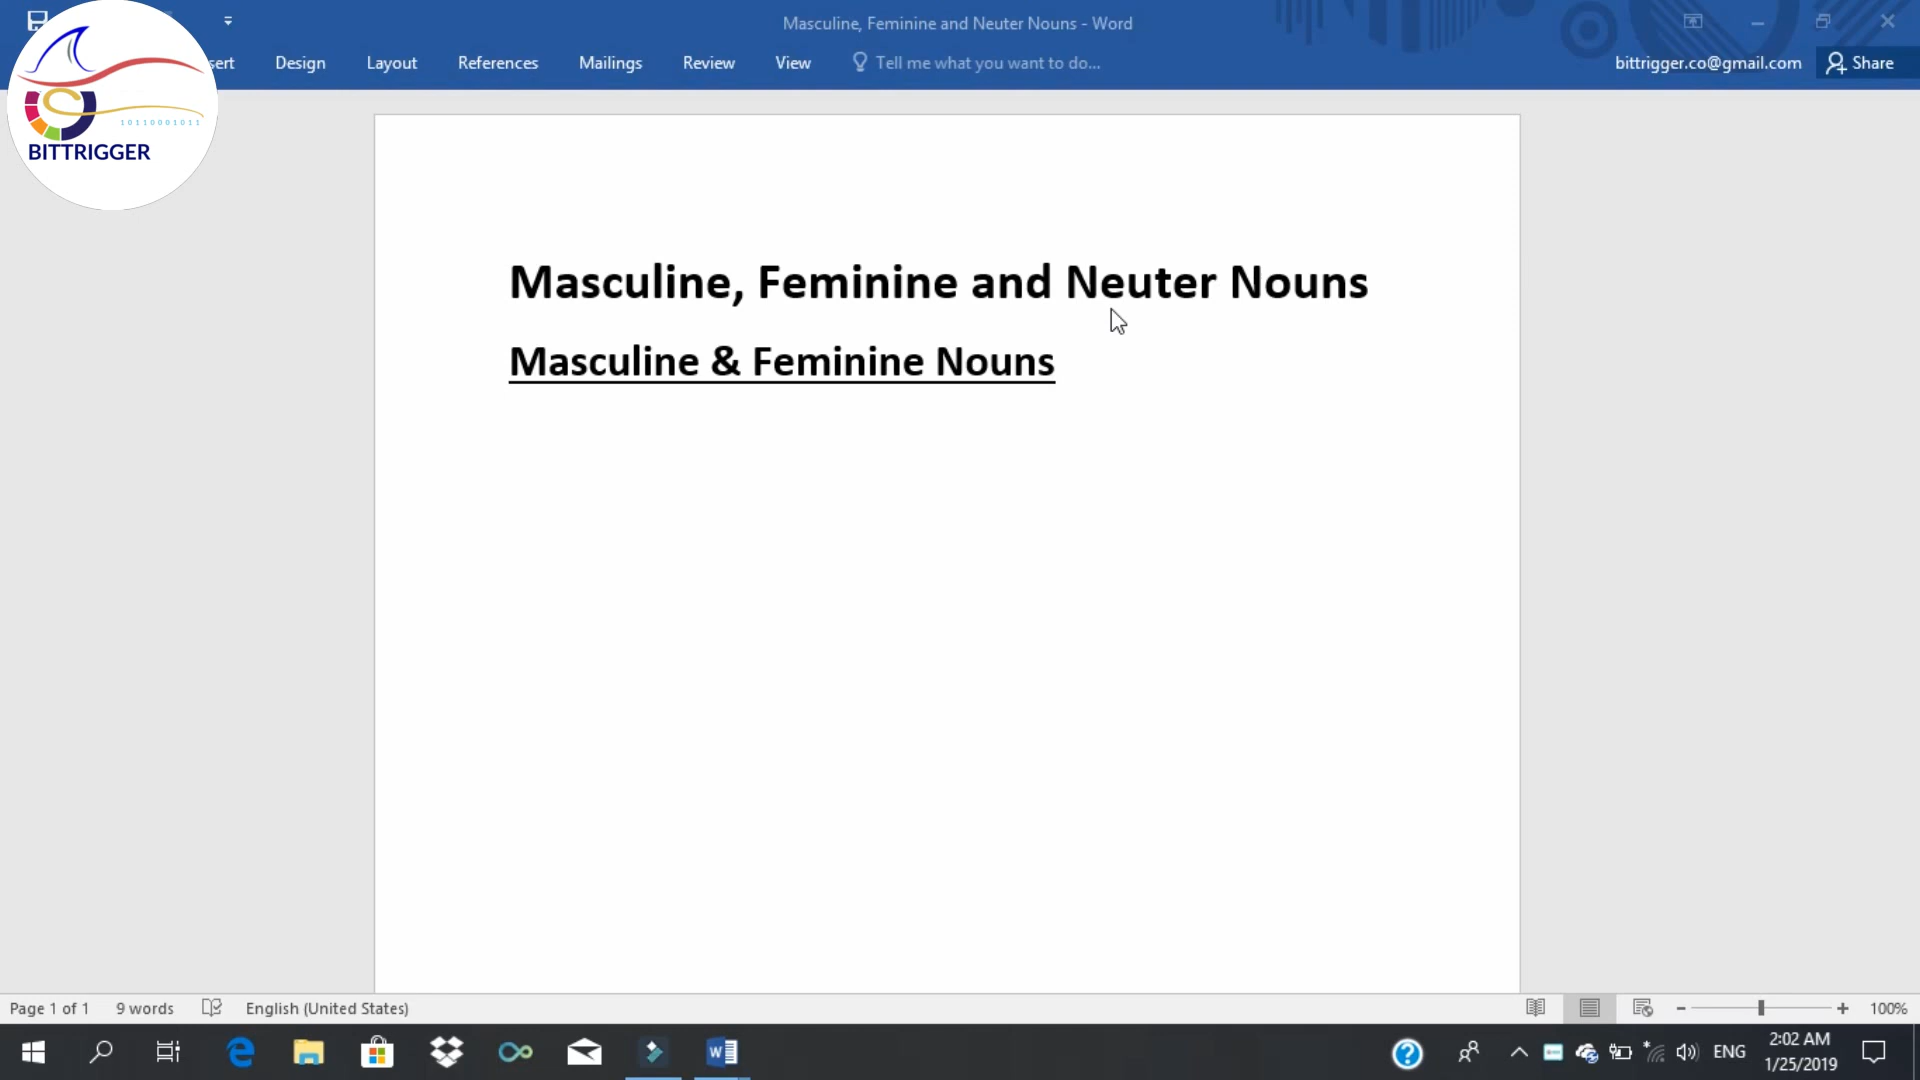 Masculine, Feminine and Neuter Nouns - Word
sert Design Layout References Mailings Review View Tell me what you want to do... bittrigger.co@gmail.com Share
10110001011
BITTRIGGER
Masculine, Feminine and Neuter Nouns
Masculine & Feminine Nouns
Page 1 of 1 9 words English (United States) 100%
ENG 2:02 AM
1/25/2019